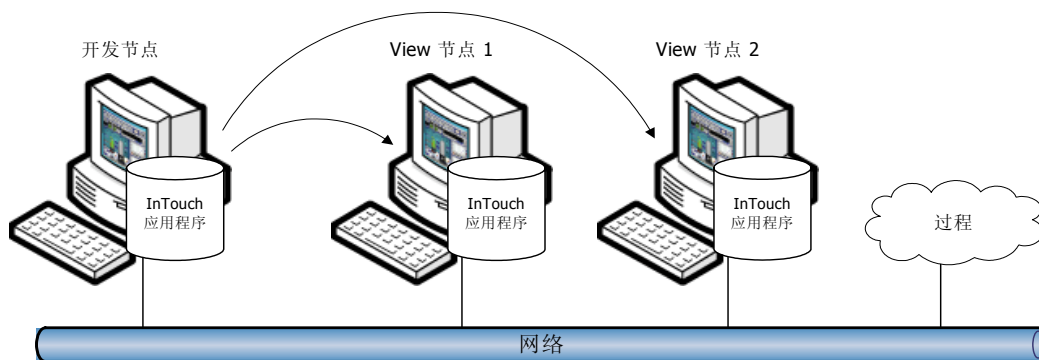 开发节点
View 节点 1
View 节点 2
InTouch
应用程序
InTouch
应用程序
InTouch
应用程序
过程
网络